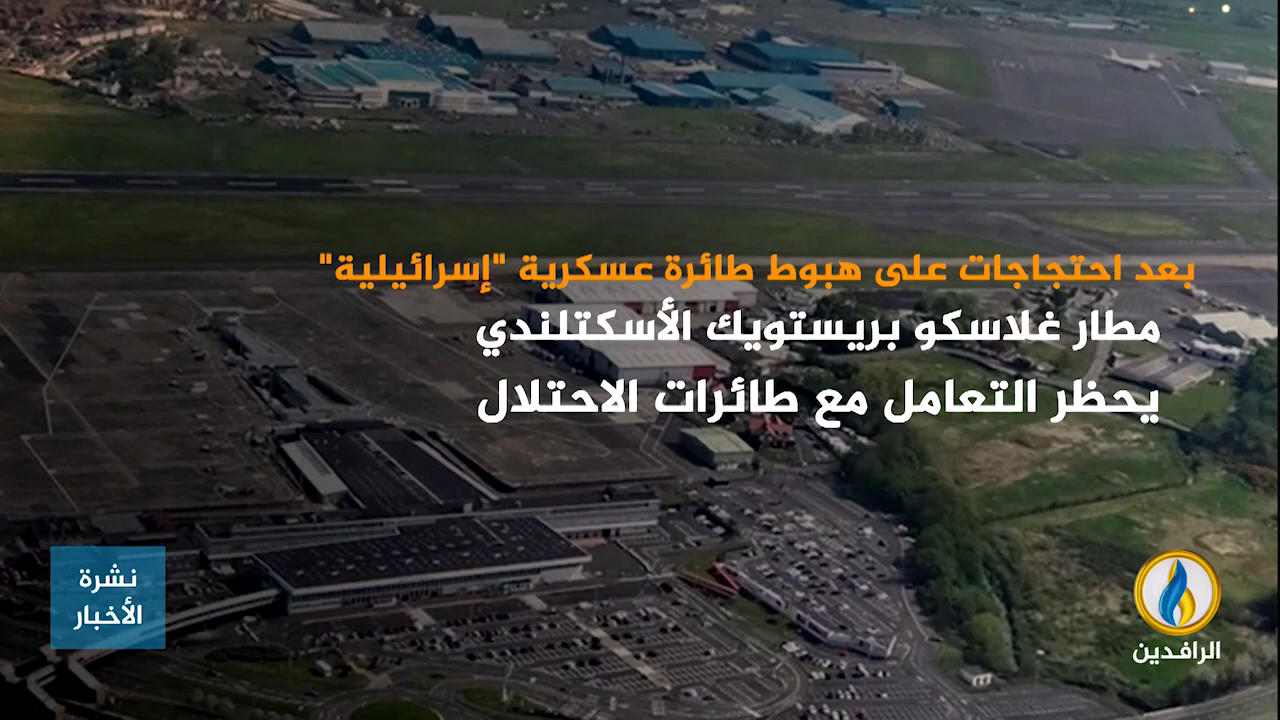 بعد احتجاجات على هبوط طائرة عسكرية "إسرائيلية"
مطار غلاسكو بريستويك الأسكتلندي
يحظر التعامل مع طائرات الاحتلال
نشرة
الأخبار
الرافدين